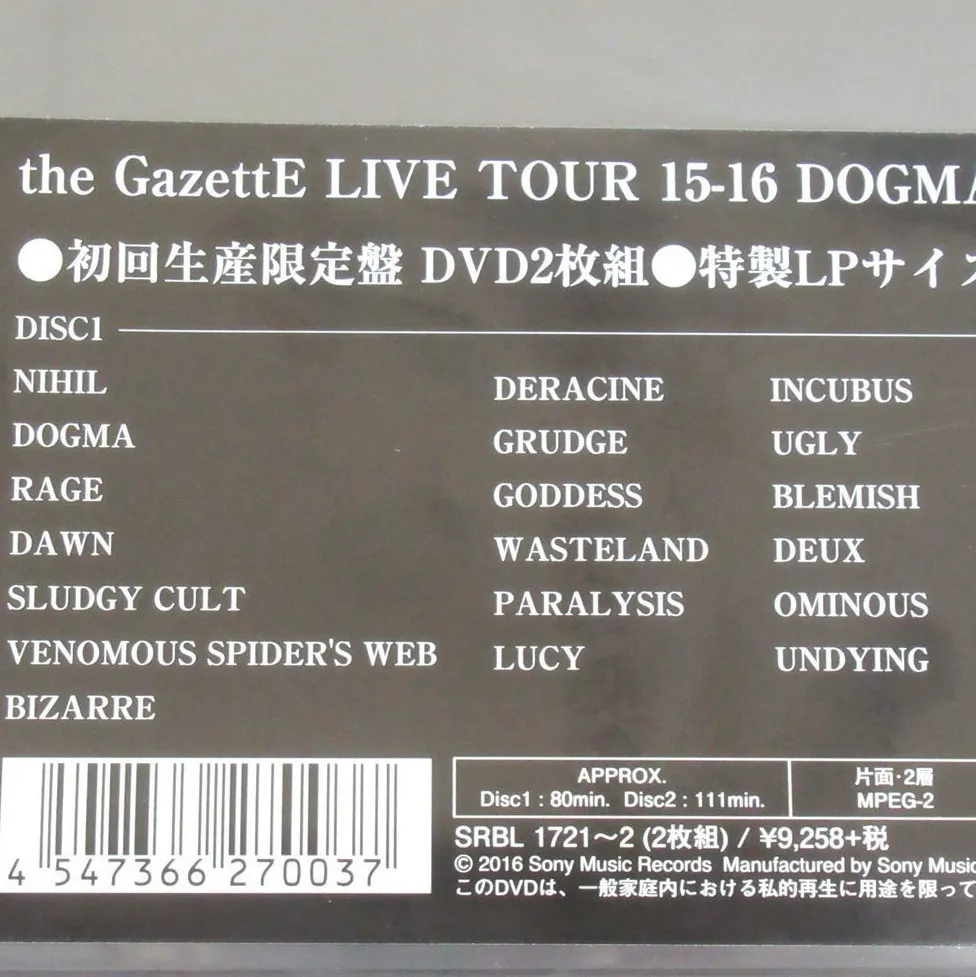 the GazettE LIVE TOUR 15-16 DOGMA
●初回生産限定盤 DVD2枚組●特製LPサイズ
DISC1
NIHIL
DOGMA
RAGE
DAWN
SLUDGY CULT
VENOMOUS SPIDER'S WEB
BIZARRE
DERACINE
GRUDGE
GODDESS
WASTELAND
PARALYSIS
LUCY
INCUBUS
UGLY
BLEMISH
DEUX
OMINOUS
UNDYING
4 547366 270037
APPROX.
Disc1 : 80min. Disc2 : 111min.
片面・2層
MPEG-2
SRBL 1721〜2 (2枚組) / ¥9,258+税
© 2016 Sony Music Records Manufactured by Sony Music
このDVDは、一般家庭内における私的再生に用途を限って